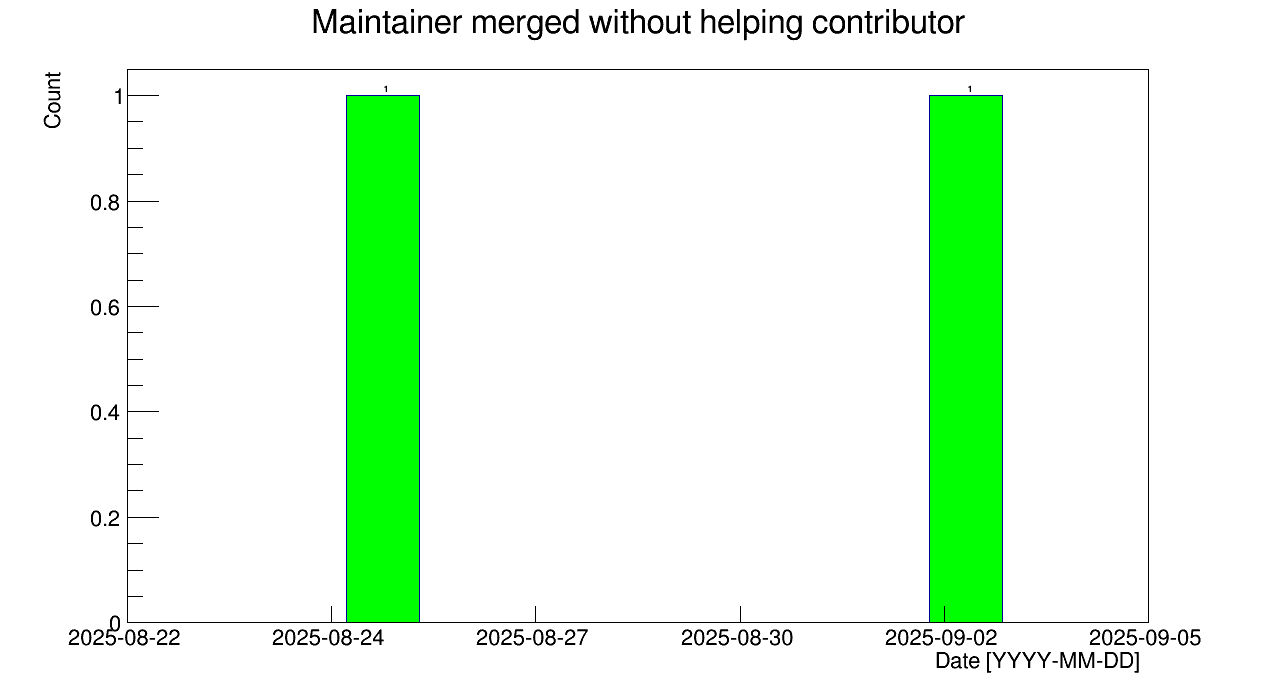 Maintainer merged without helping contributor
Count
1
1
1
0.8
0.6
0.4
0.2
0
2025-08-22 2025-08-24 2025-08-27 2025-08-30 2025-09-02 2025-09-05
Date [YYYY-MM-DD]